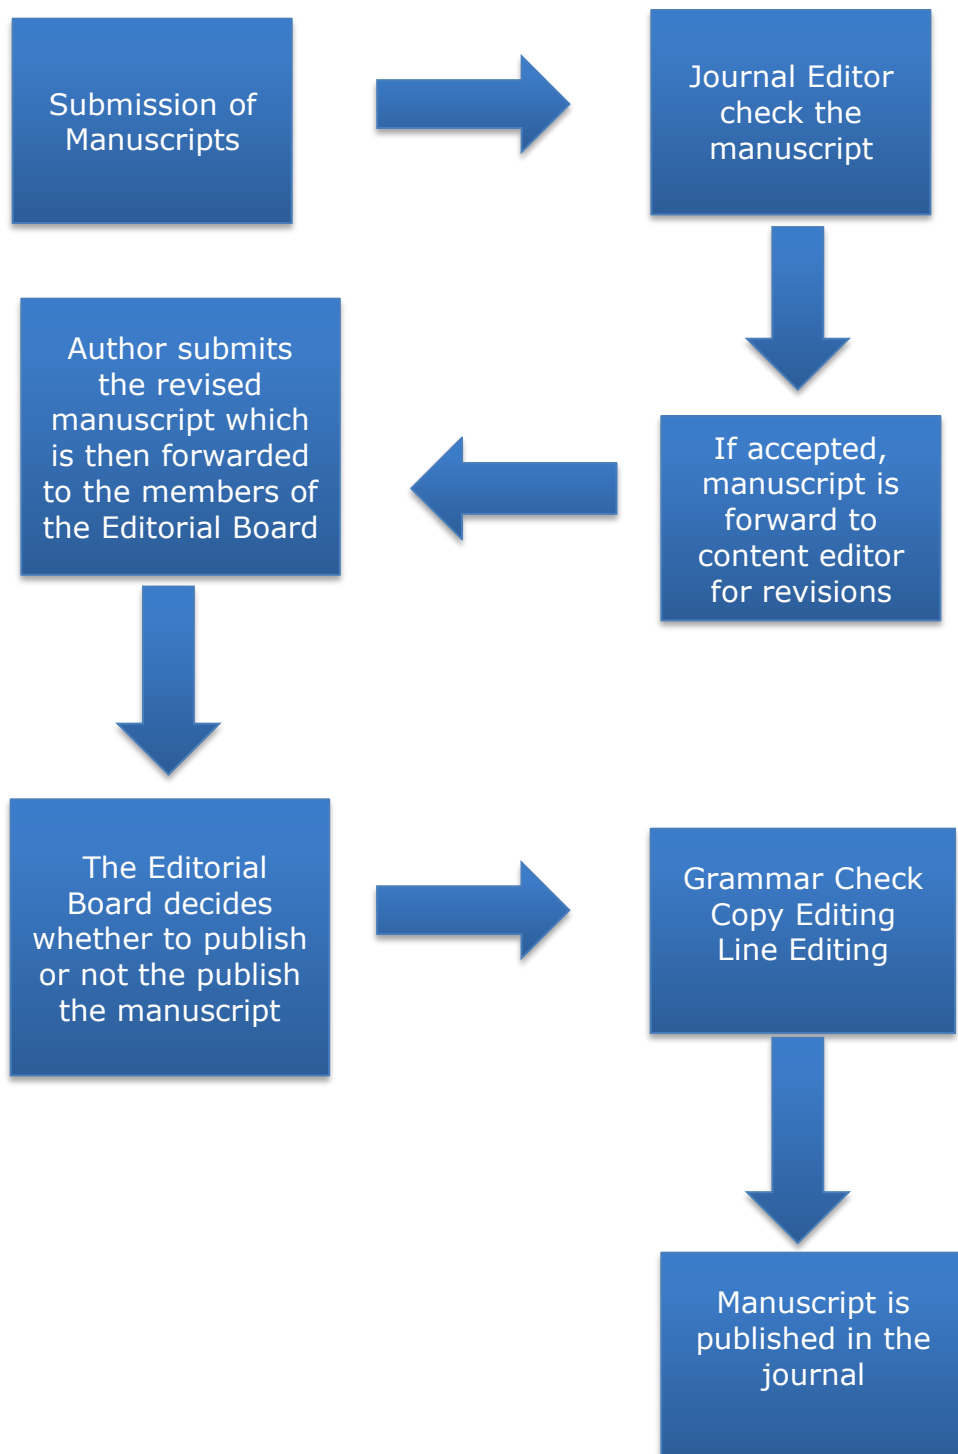 Submission of
Manuscripts
Journal Editor
check the
manuscript
If accepted,
manuscript is
forward to
content editor
for revisions
Author submits
the revised
manuscript which
is then forwarded
to the members of
the Editorial Board
The Editorial
Board decides
whether to publish
or not the publish
the manuscript
Grammar Check
Copy Editing
Line Editing
Manuscript is
published in the
journal